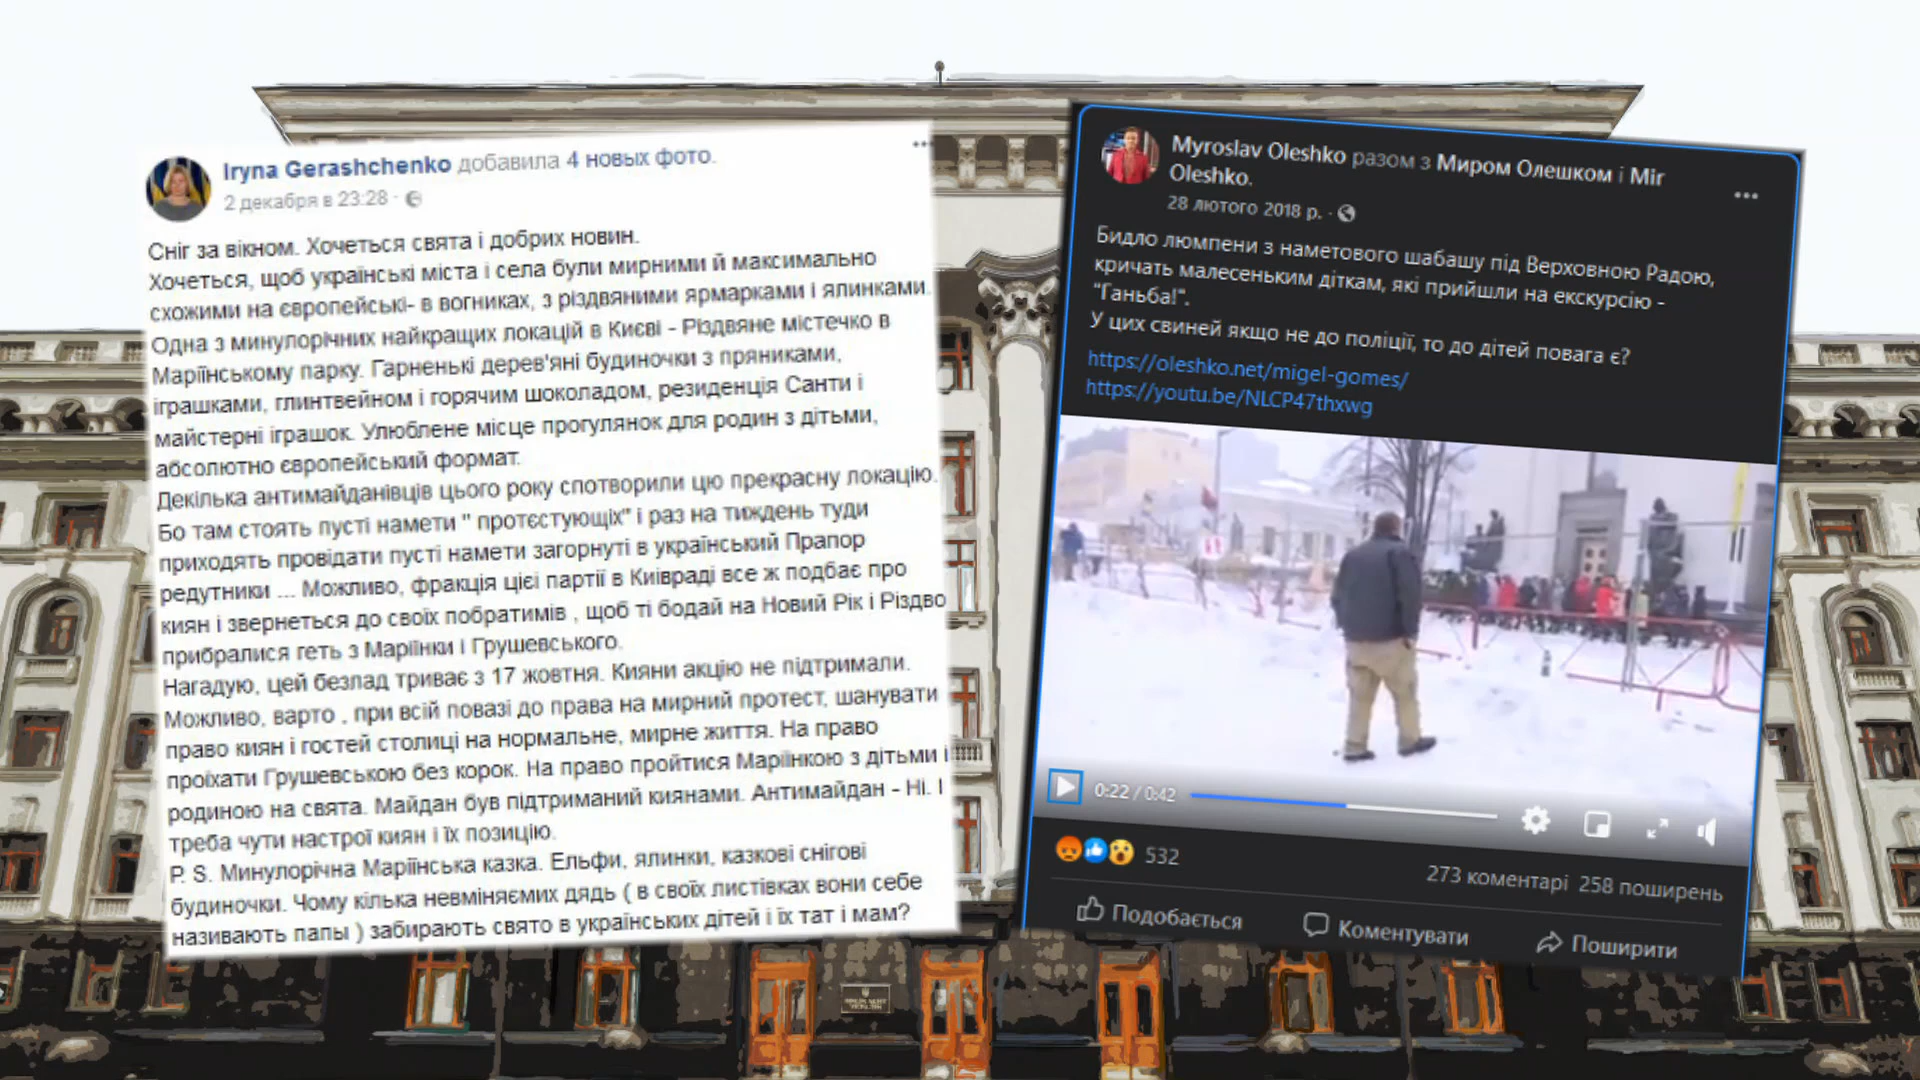 Iryna Gerashchenko добавила 4 новых фото.
2 декабря в 23:28 ·
Сніг за вікном. Хочеться свята і добрих новин.
Хочеться, щоб українські міста і села були мирними й максимально
схожими на європейські- в вогниках, з різдвяними ярмарками і ялинками.
Одна з минулорічних найкращих локацій в Києві - Різдвяне містечко в
Маріїнському парку. Гарненькі дерев'яні будиночки з пряниками,
іграшками, глинтвейном і горячим шоколадом, резиденція Санти і
майстерні іграшок. Улюблене місце прогулянок для родин з дітьми,
абсолютно європейський формат.
Декілька антимайданівців цього року спотворили цю прекрасну локацію.
Бо там стоять пусті намети " протєстующіх" і раз на тиждень туди
приходять провідати пусті намети загорнуті в український Прапор
редутники ... Можливо, фракція цієі партії в Київраді все ж подбає про
киян і звернеться до своїх побратимів , щоб ті бодай на Новий Рік і Різдво
прибралися геть з Маріїнки і Грушевського.
Нагадую, цей безлад триває з 17 жовтня. Кияни акцію не підтримали.
Можливо, варто , при всій повазі до права на мирний протест, шанувати
право киян і гостей столиці на нормальне, мирне життя. На право
проїхати Грушевською без корок. На право пройтися Маріїнкою з дітьми і
родиною на свята. Майдан був підтриманий киянами. Антимайдан - Ні. І
треба чути настрої киян і їх позицію.
P. S. Минулорічна Маріїнська казка. Ельфи, ялинки, казкові снігові
будиночки. Чому кілька невміняємих дядь ( в своїх листівках вони себе
називають папы ) забирають свято в українських дітей і їх тат і мам?
Myroslav Oleshko разом з Миром Олешком і Mir
Oleshko.
28 лютого 2018 р. ·
Бидло люмпени з наметового шабашу під Верховною Радою,
кричать малесеньким діткам, які прийшли на екскурсію -
"Ганьба!".
У цих свиней якщо не до поліції, то до дітей повага є?
https://oleshko.net/migel-gomes/
https://youtu.be/NLCP47thxwg
0:22 / 0:42
532
273 коментарі 258 поширень
Подобається Коментувати Поширити